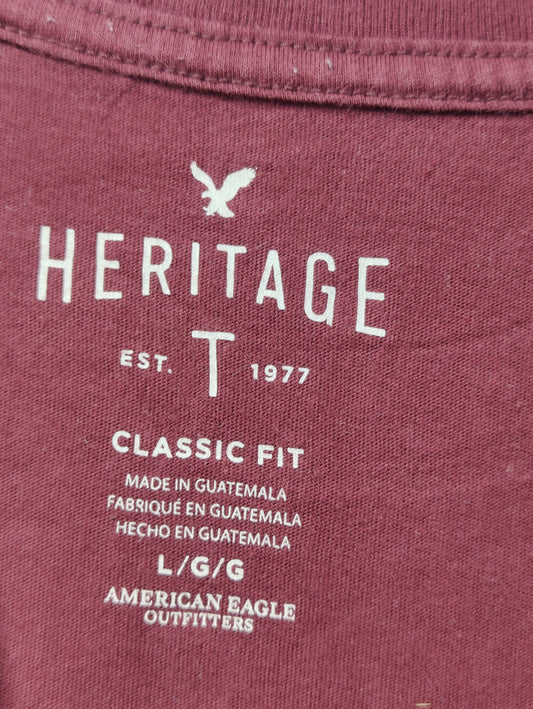 HERITAGE
EST. T 1977
CLASSIC FIT
MADE IN GUATEMALA
FABRIQUÉ EN GUATEMALA
HECHO EN GUATEMALA
L/G/G
AMERICAN EAGLE
OUTFITTERS